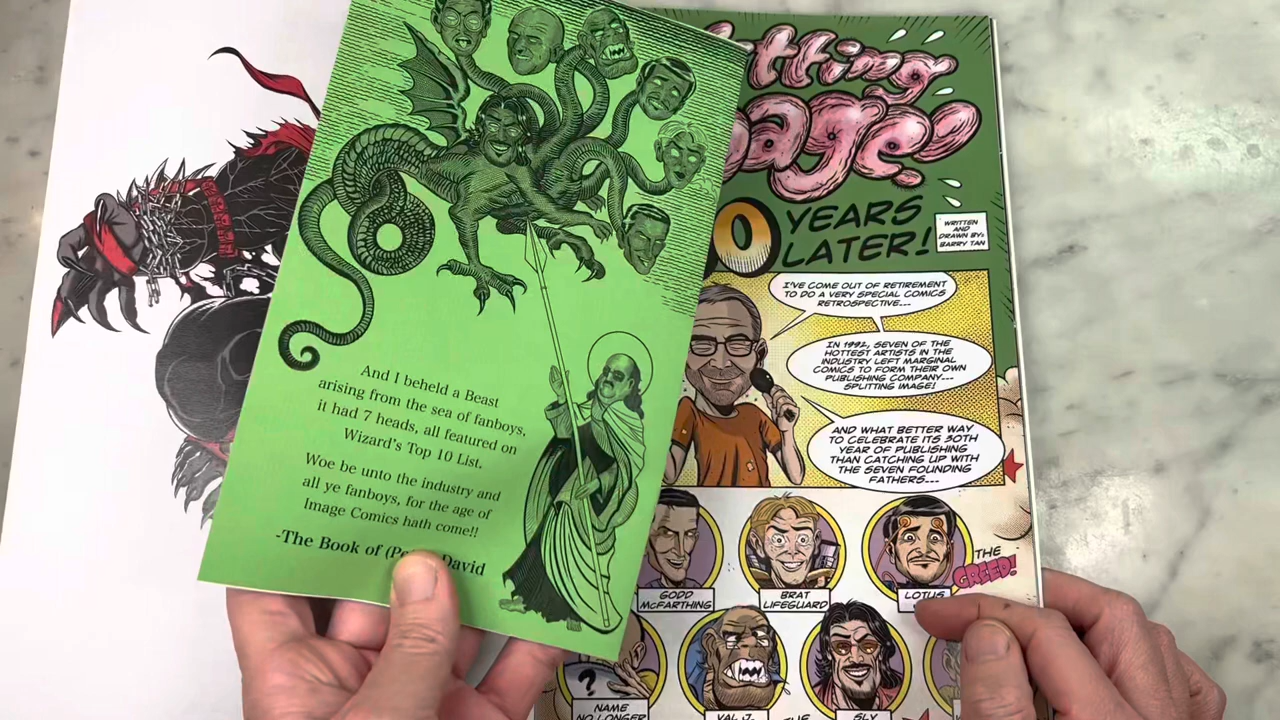 And I beheld a Beast
arising from the sea of fanboys,
it had 7 heads, all featured on
Wizard's Top 10 List.
Woe be unto the industry and
all ye fanboys, for the age of
Image Comics hath come!!
-The Book of David
YEARS
LATER!
WRITTEN
AND
DRAWN BY:
BARRY TAN
I'VE COME OUT OF RETIREMENT
TO DO A VERY SPECIAL COMICS
RETROSPECTIVE...
IN 1992, SEVEN OF THE
HOTTEST ARTISTS IN THE
INDUSTRY LEFT MARGINAL
COMICS TO FORM THEIR OWN
PUBLISHING COMPANY...
SPLITTING IMAGE!
AND WHAT BETTER WAY
TO CELEBRATE ITS 30TH
YEAR OF PUBLISHING
THAN CATCHING UP WITH
THE SEVEN FOUNDING
FATHERS...
GODD
McFARTHING
BRAT
LIFEGUARD
LOTUS
THE
GREED!
?
NAME
NO LONGER
VAL J.
THE
SLY